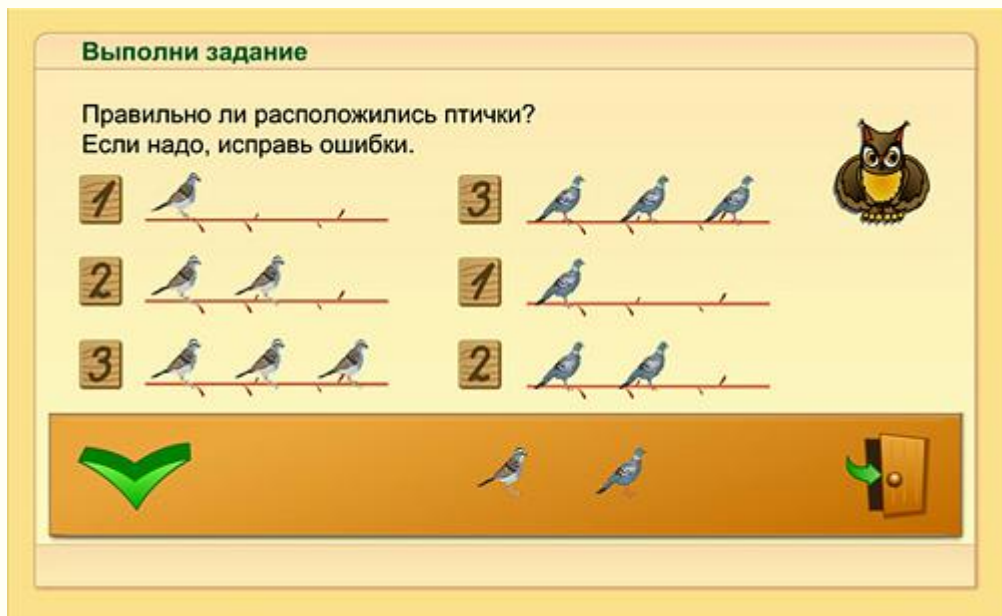 Выполни задание
Правильно ли расположились птички?
Если надо, исправь ошибки.
1
2
3
3
1
2